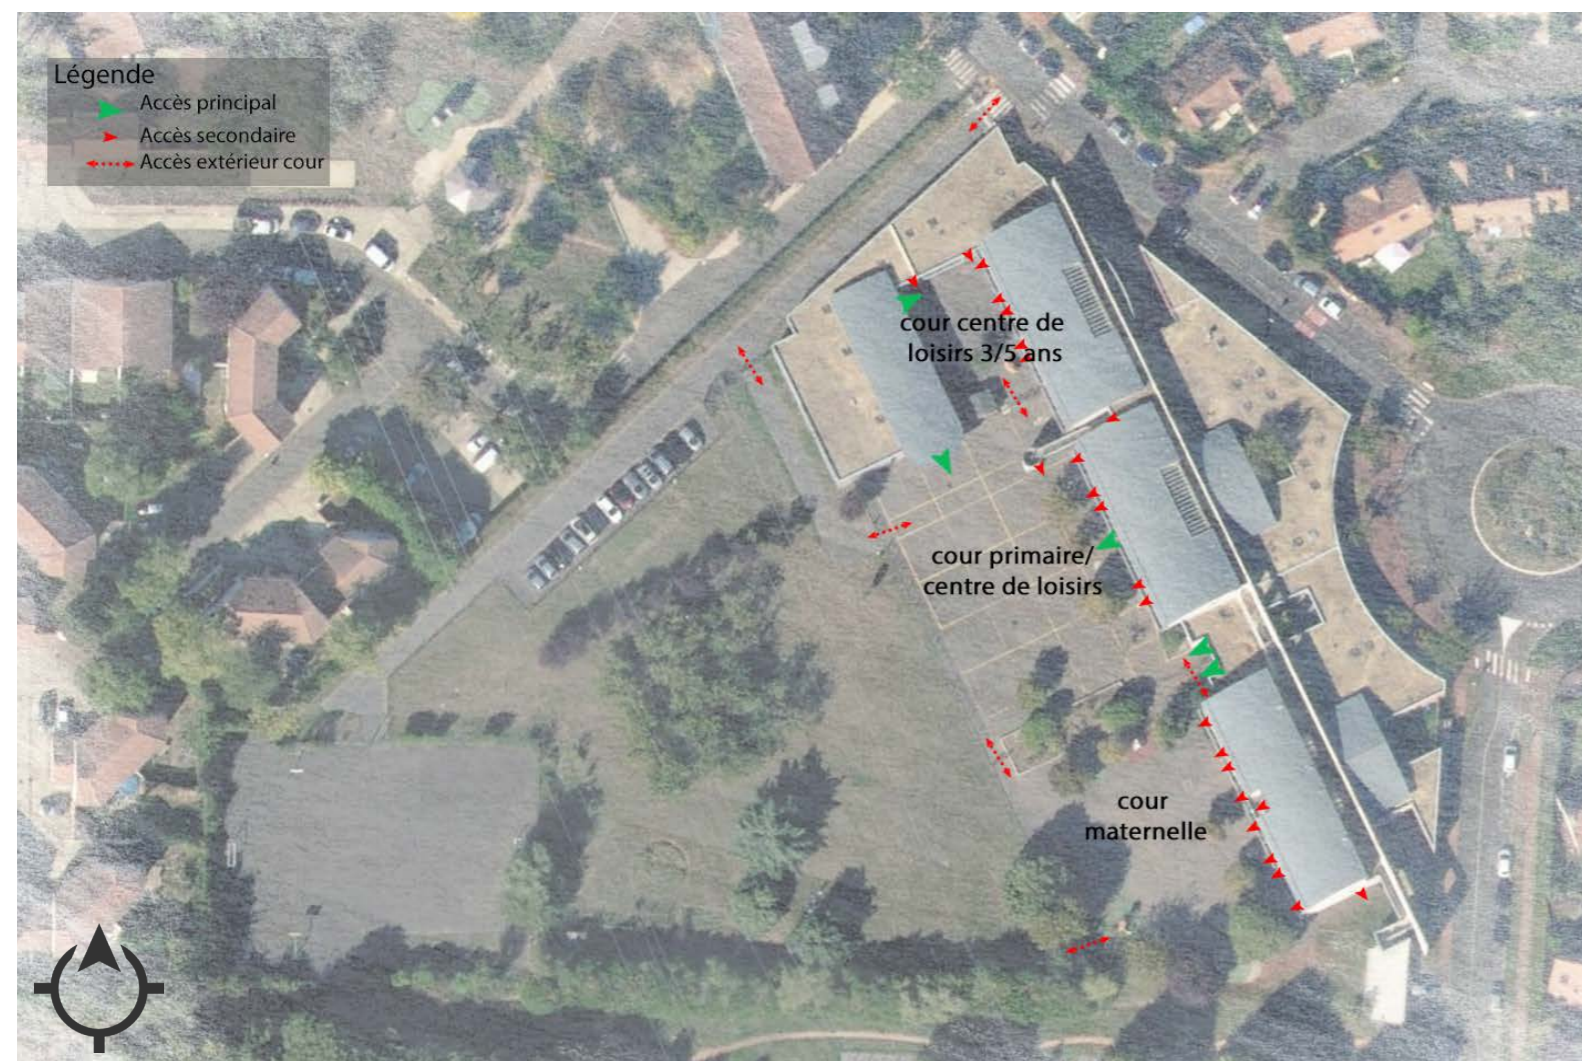 Légende
Accès principal
Accès secondaire
Accès extérieur cour
cour centre de
loisirs 3/5 ans
cour primaire/
centre de loisirs
cour
maternelle